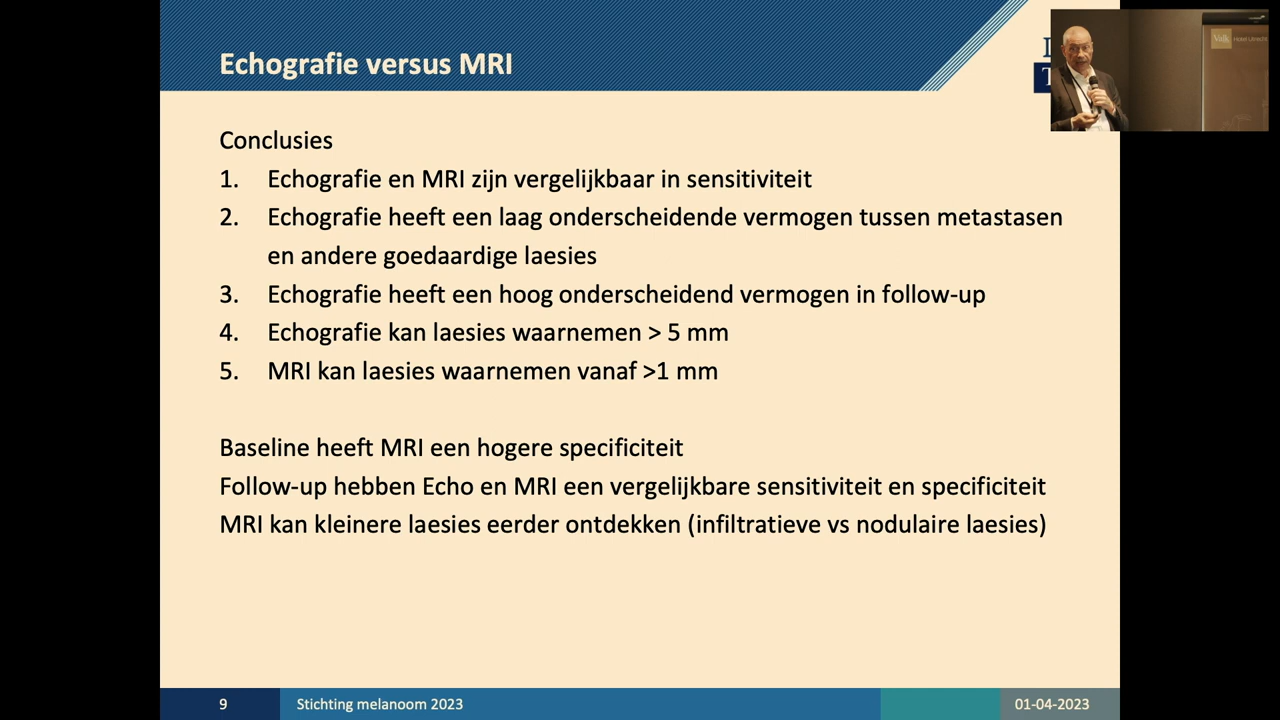 Echografie versus MRI
Valk
Conclusies
1. Echografie en MRI zijn vergelijkbaar in sensitiviteit
2. Echografie heeft een laag onderscheidende vermogen tussen metastasen
en andere goedaardige laesies
3. Echografie heeft een hoog onderscheidend vermogen in follow-up
4. Echografie kan laesies waarnemen > 5 mm
5. MRI kan laesies waarnemen vanaf >1 mm
Baseline heeft MRI een hogere specificiteit
Follow-up hebben Echo en MRI een vergelijkbare sensitiviteit en specificiteit
MRI kan kleinere laesies eerder ontdekken (infiltratieve vs nodulaire laesies)
9 Stichting melanoom 2023 01-04-2023